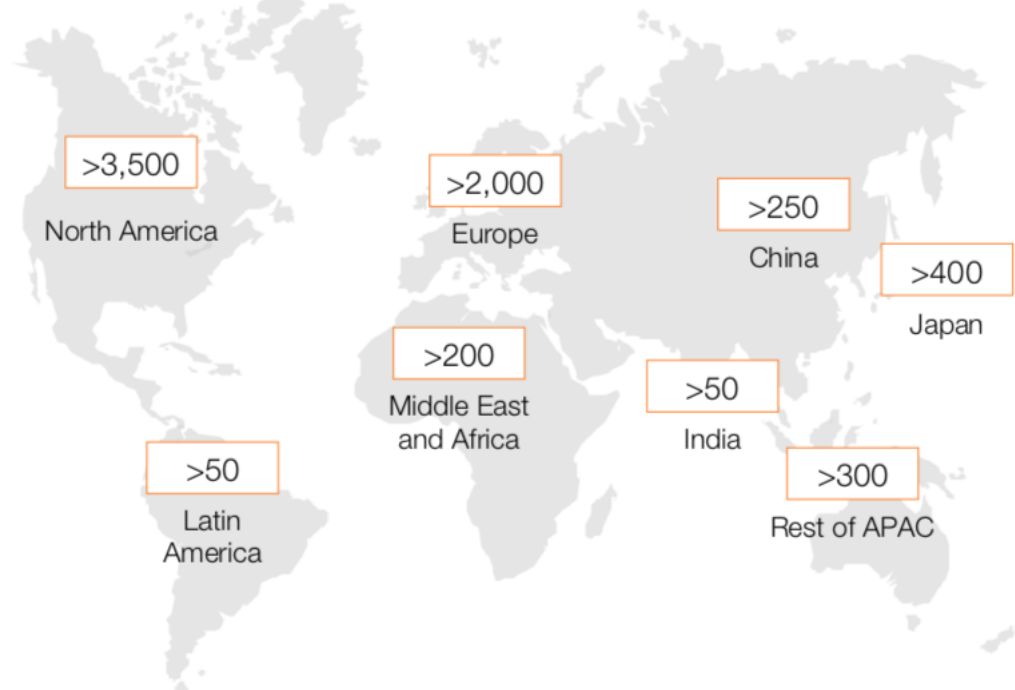 >3,500
North America
>2,000
Europe
>250
China
>400
Japan
>200
Middle East
and Africa
>50
India
>50
Latin
America
>300
Rest of APAC